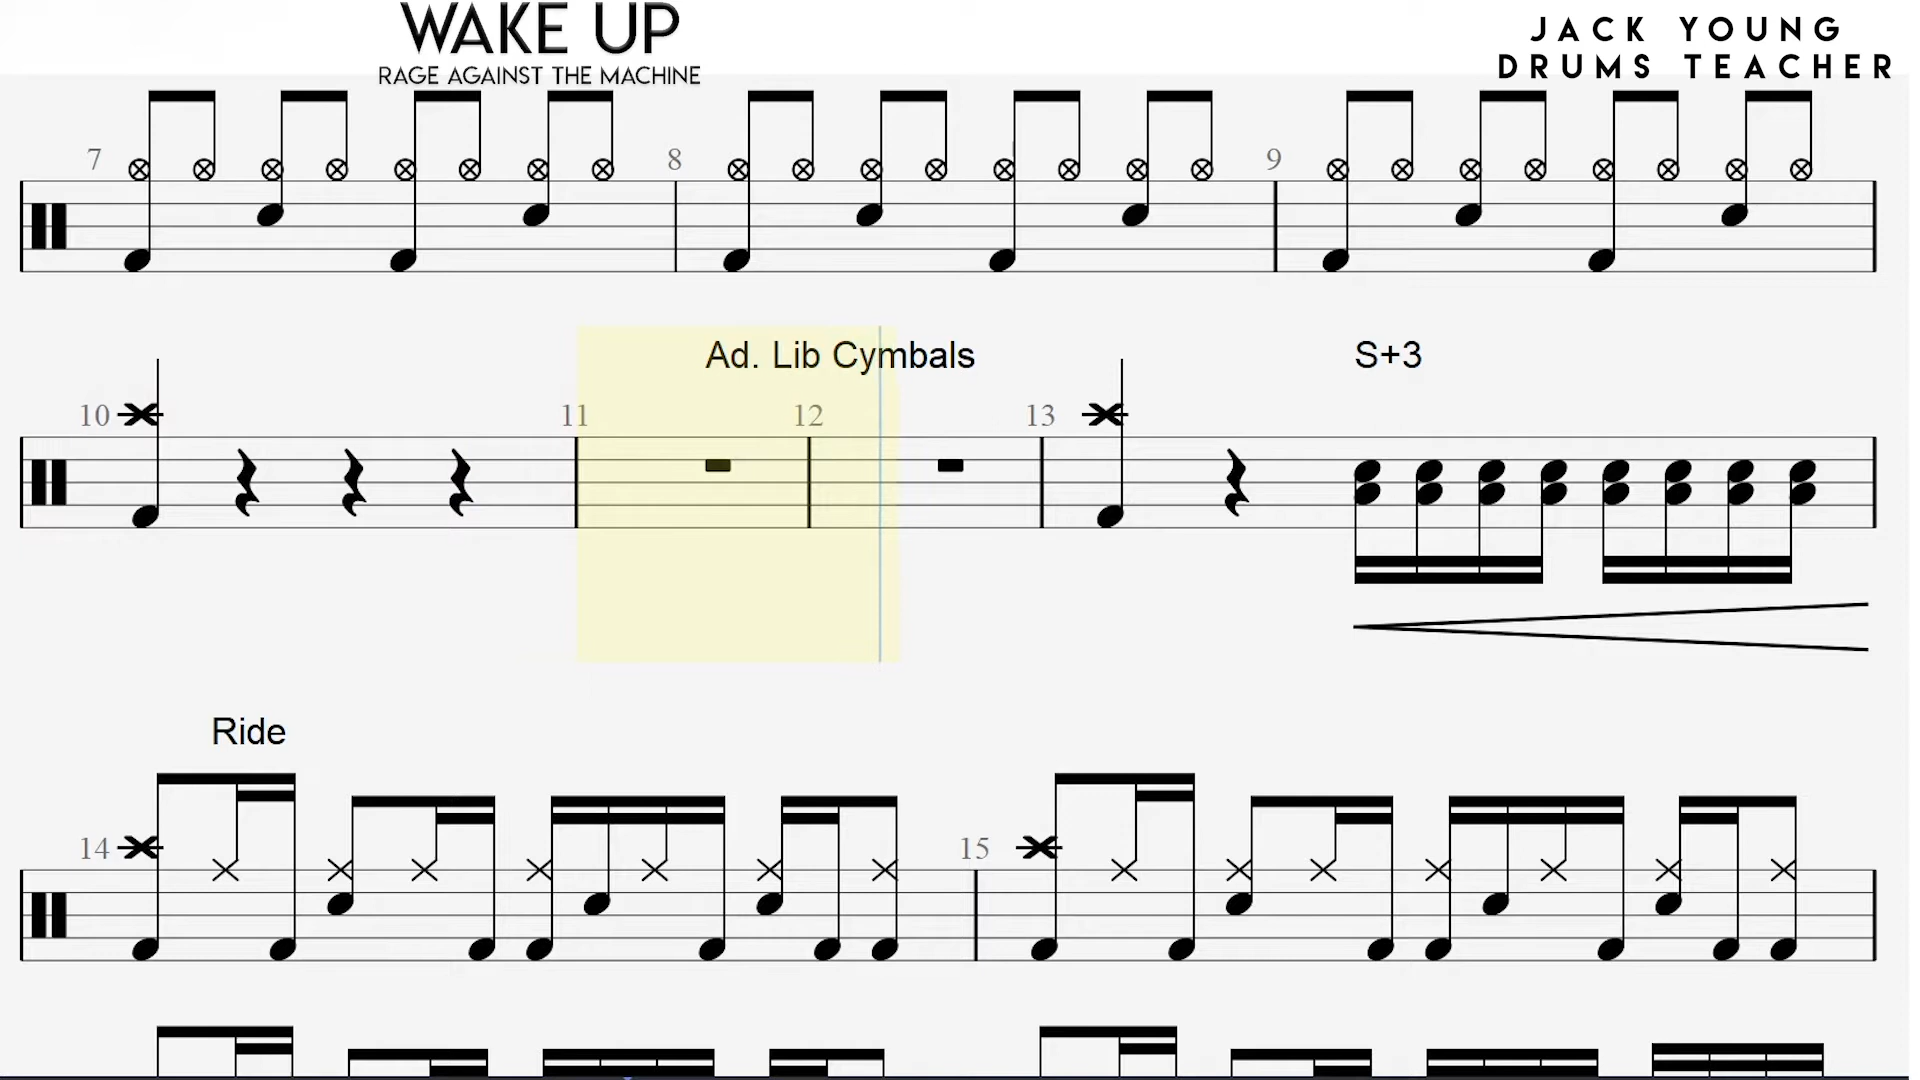 WAKE UP
RAGE AGAINST THE MACHINE
JACK YOUNG
DRUMS TEACHER
7 8 9
Ad. Lib Cymbals S+3
10 11 12 13
Ride
14 15